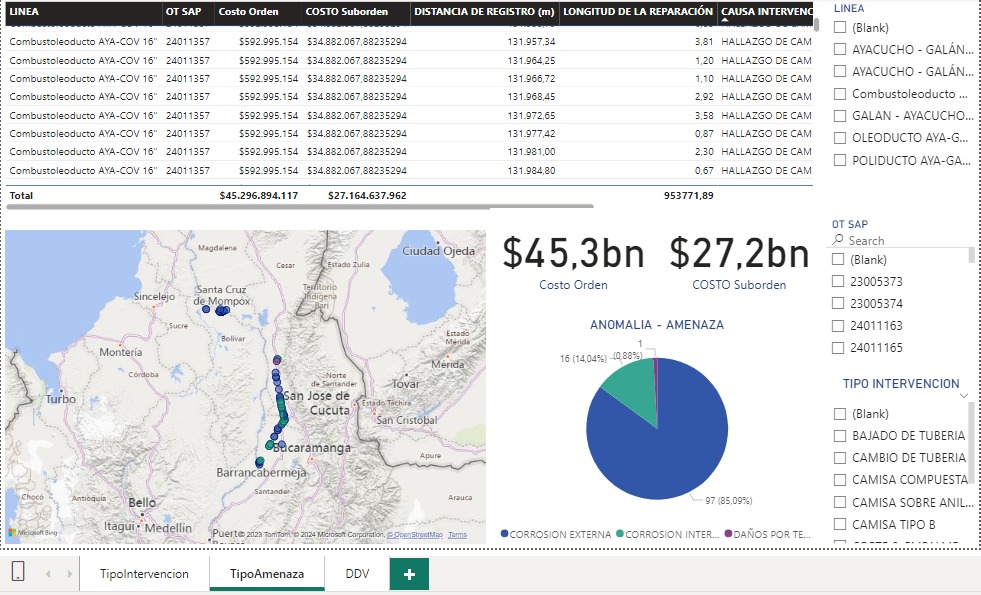 LINEA OT SAP Costo Orden COSTO Suborden DISTANCIA DE REGISTRO (m) LONGITUD DE LA REPARACIÓN CAUSA INTERVENC
Combustoleoducto AYA-COV 16" 24011357 $592.995.154 $34.882.067,88235294 131.957,34 3,81 HALLAZGO DE CAM
Combustoleoducto AYA-COV 16" 24011357 $592.995.154 $34.882.067,88235294 131.964,25 1,20 HALLAZGO DE CAM
Combustoleoducto AYA-COV 16" 24011357 $592.995.154 $34.882.067,88235294 131.966,72 1,10 HALLAZGO DE CAM
Combustoleoducto AYA-COV 16" 24011357 $592.995.154 $34.882.067,88235294 131.968,45 2,92 HALLAZGO DE CAM
Combustoleoducto AYA-COV 16" 24011357 $592.995.154 $34.882.067,88235294 131.972,65 3,58 HALLAZGO DE CAM
Combustoleoducto AYA-COV 16" 24011357 $592.995.154 $34.882.067,88235294 131.977,42 0,87 HALLAZGO DE CAM
Combustoleoducto AYA-COV 16" 24011357 $592.995.154 $34.882.067,88235294 131.981,00 2,30 HALLAZGO DE CAM
Combustoleoducto AYA-COV 16" 24011357 $592.995.154 $34.882.067,88235294 131.984,80 0,67 HALLAZGO DE CAM
Total $45.296.894.117 $27.164.637.962 953771,89
LINEA
(Blank)
AYACUCHO - GALÁN...
AYACUCHO - GALÁN...
Combustoleoducto ...
GALAN - AYACUCHO...
OLEODUCTO AYA-G...
POLIDUCTO AYA-GA...
OT SAP
Search
(Blank)
23005373
23005374
24011163
24011165
TIPO INTERVENCION
(Blank)
BAJADO DE TUBERIA
CAMBIO DE TUBERIA
CAMISA COMPUESTA
CAMISA SOBRE ANIL...
CAMISA TIPO B
Magdalena
Ciudad Ojeda
Cesar
Estado Zulia
Santa Cruz
de Mompóx
Sincelejo
Territorio
Indígena
Bari
Sucre
Bolívar
Estado
Mérida
Montería
Mérida
Córdoba
Norte
de Santander
Tovar
Turbo
San Jose de
Cucuta
Estado Táchira
San Cristobal
Bucaramanga
Apure
Barrancabermeja
Santander
Arauca
Chocó
Antioquia
Bello
Itagui
Medellín
Puerto
Microsoft Bing
© 2023 TomTom, © 2024 Microsoft Corporation, © OpenStreetMap Terms
$45,3bn
Costo Orden
$27,2bn
COSTO Suborden
ANOMALIA - AMENAZA
1
(0,88%)
16 (14,04%)
97 (85,09%)
CORROSION EXTERNA CORROSION INTER... DAÑOS POR TE...
TipoIntervencion TipoAmenaza DDV +